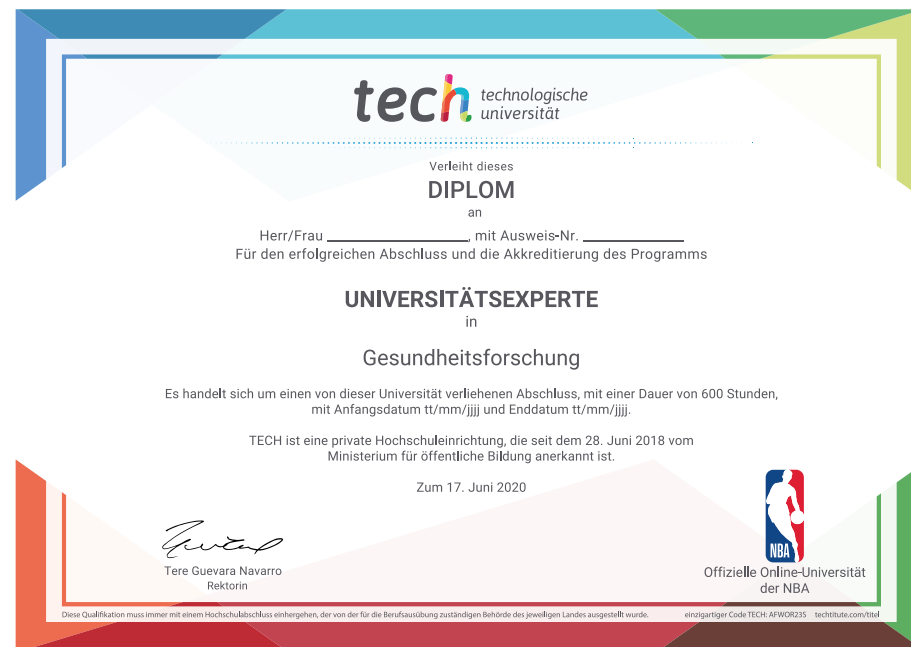 tech technologische
universität
Verleiht dieses
DIPLOM
an
Herr/Frau ____________________, mit Ausweis-Nr. ______________
Für den erfolgreichen Abschluss und die Akkreditierung des Programms
UNIVERSITÄTSEXPERTE
in
Gesundheitsforschung
Es handelt sich um einen von dieser Universität verliehenen Abschluss, mit einer Dauer von 600 Stunden,
mit Anfangsdatum tt/mm/jjjj und Enddatum tt/mm/jjjj.
TECH ist eine private Hochschuleinrichtung, die seit dem 28. Juni 2018 vom
Ministerium für öffentliche Bildung anerkannt ist.
Zum 17. Juni 2020
NBA
Tere Guevara Navarro
Rektorin
Offizielle Online-Universität
der NBA
Diese Qualifikation muss immer mit einem Hochschulabschluss einhergehen, der von der für die Berufsausübung zuständigen Behörde des jeweiligen Landes ausgestellt wurde. einzigartiger Code TECH: AFWOR23S techtitute.com/titel